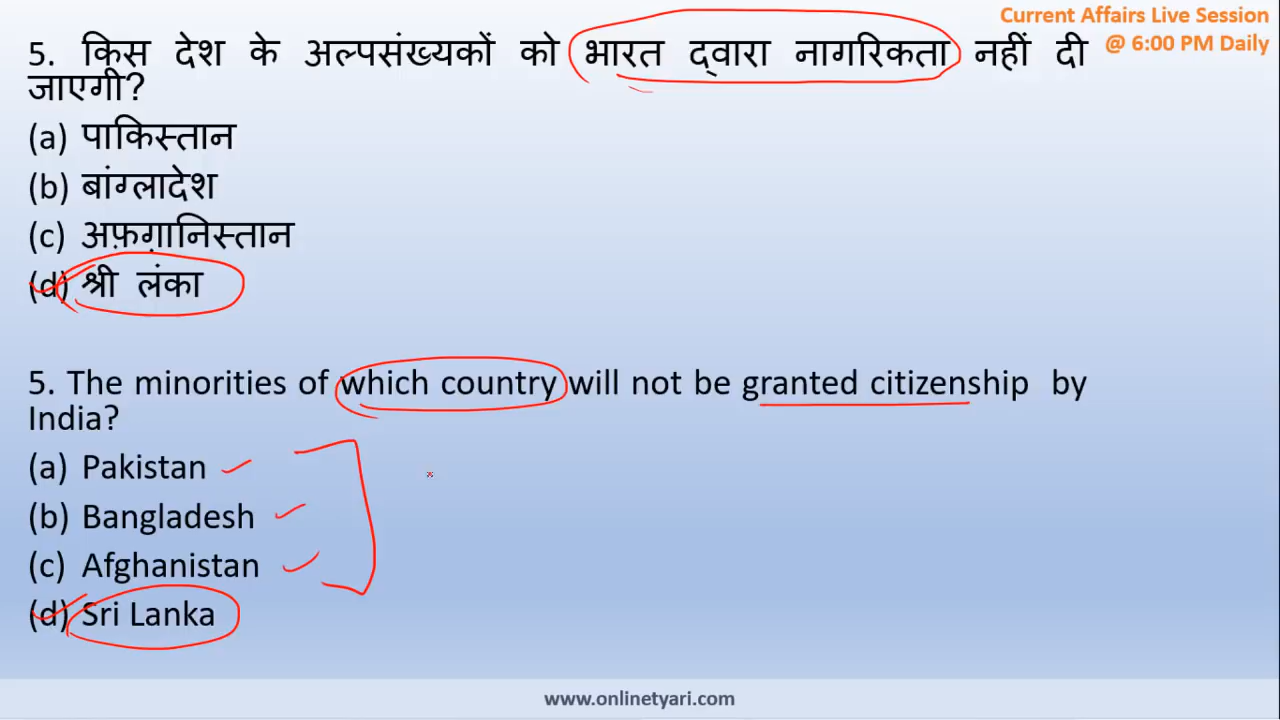 Current Affairs Live Session
@ 6:00 PM Daily
5. किस देश के अल्पसंख्यकों को भारत द्वारा नागरिकता नहीं दी
जाएगी?
(a) पाकिस्तान
(b) बांग्लादेश
(c) अफ़ग़ानिस्तान
(d) श्री लंका
5. The minorities of which country will not be granted citizenship by
India?
(a) Pakistan
(b) Bangladesh
(c) Afghanistan
(d) Sri Lanka
www.onlinetyari.com